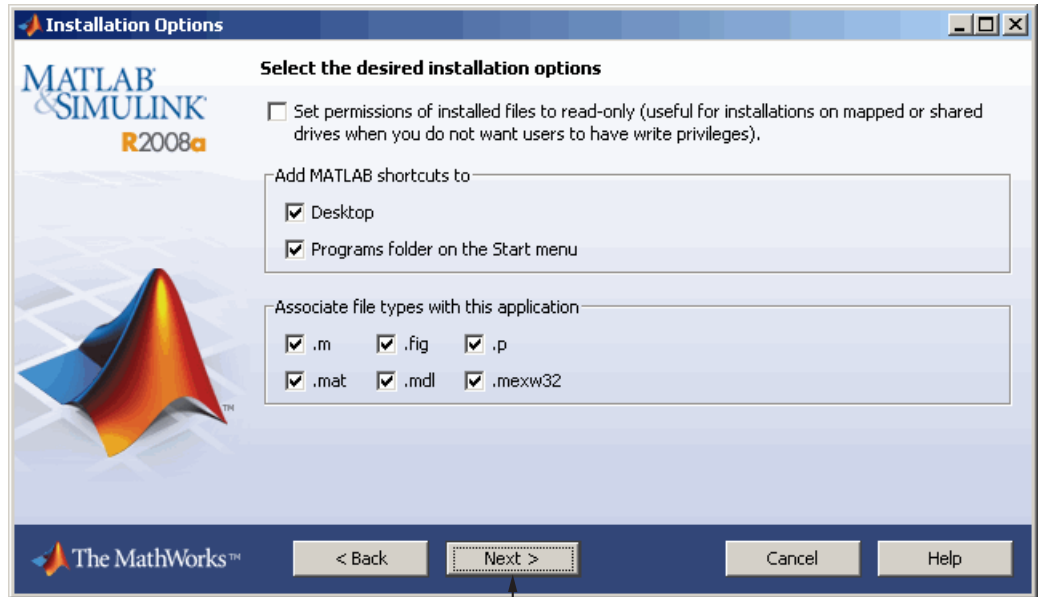 Installation Options
MATLAB®
&SIMULINK®
R2008a
Select the desired installation options
Set permissions of installed files to read-only (useful for installations on mapped or shared
drives when you do not want users to have write privileges).
Add MATLAB shortcuts to
Desktop
Programs folder on the Start menu
Associate file types with this application
.m .fig .p
.mat .mdl .mexw32
TM
The MathWorks™
< Back Next > Cancel Help